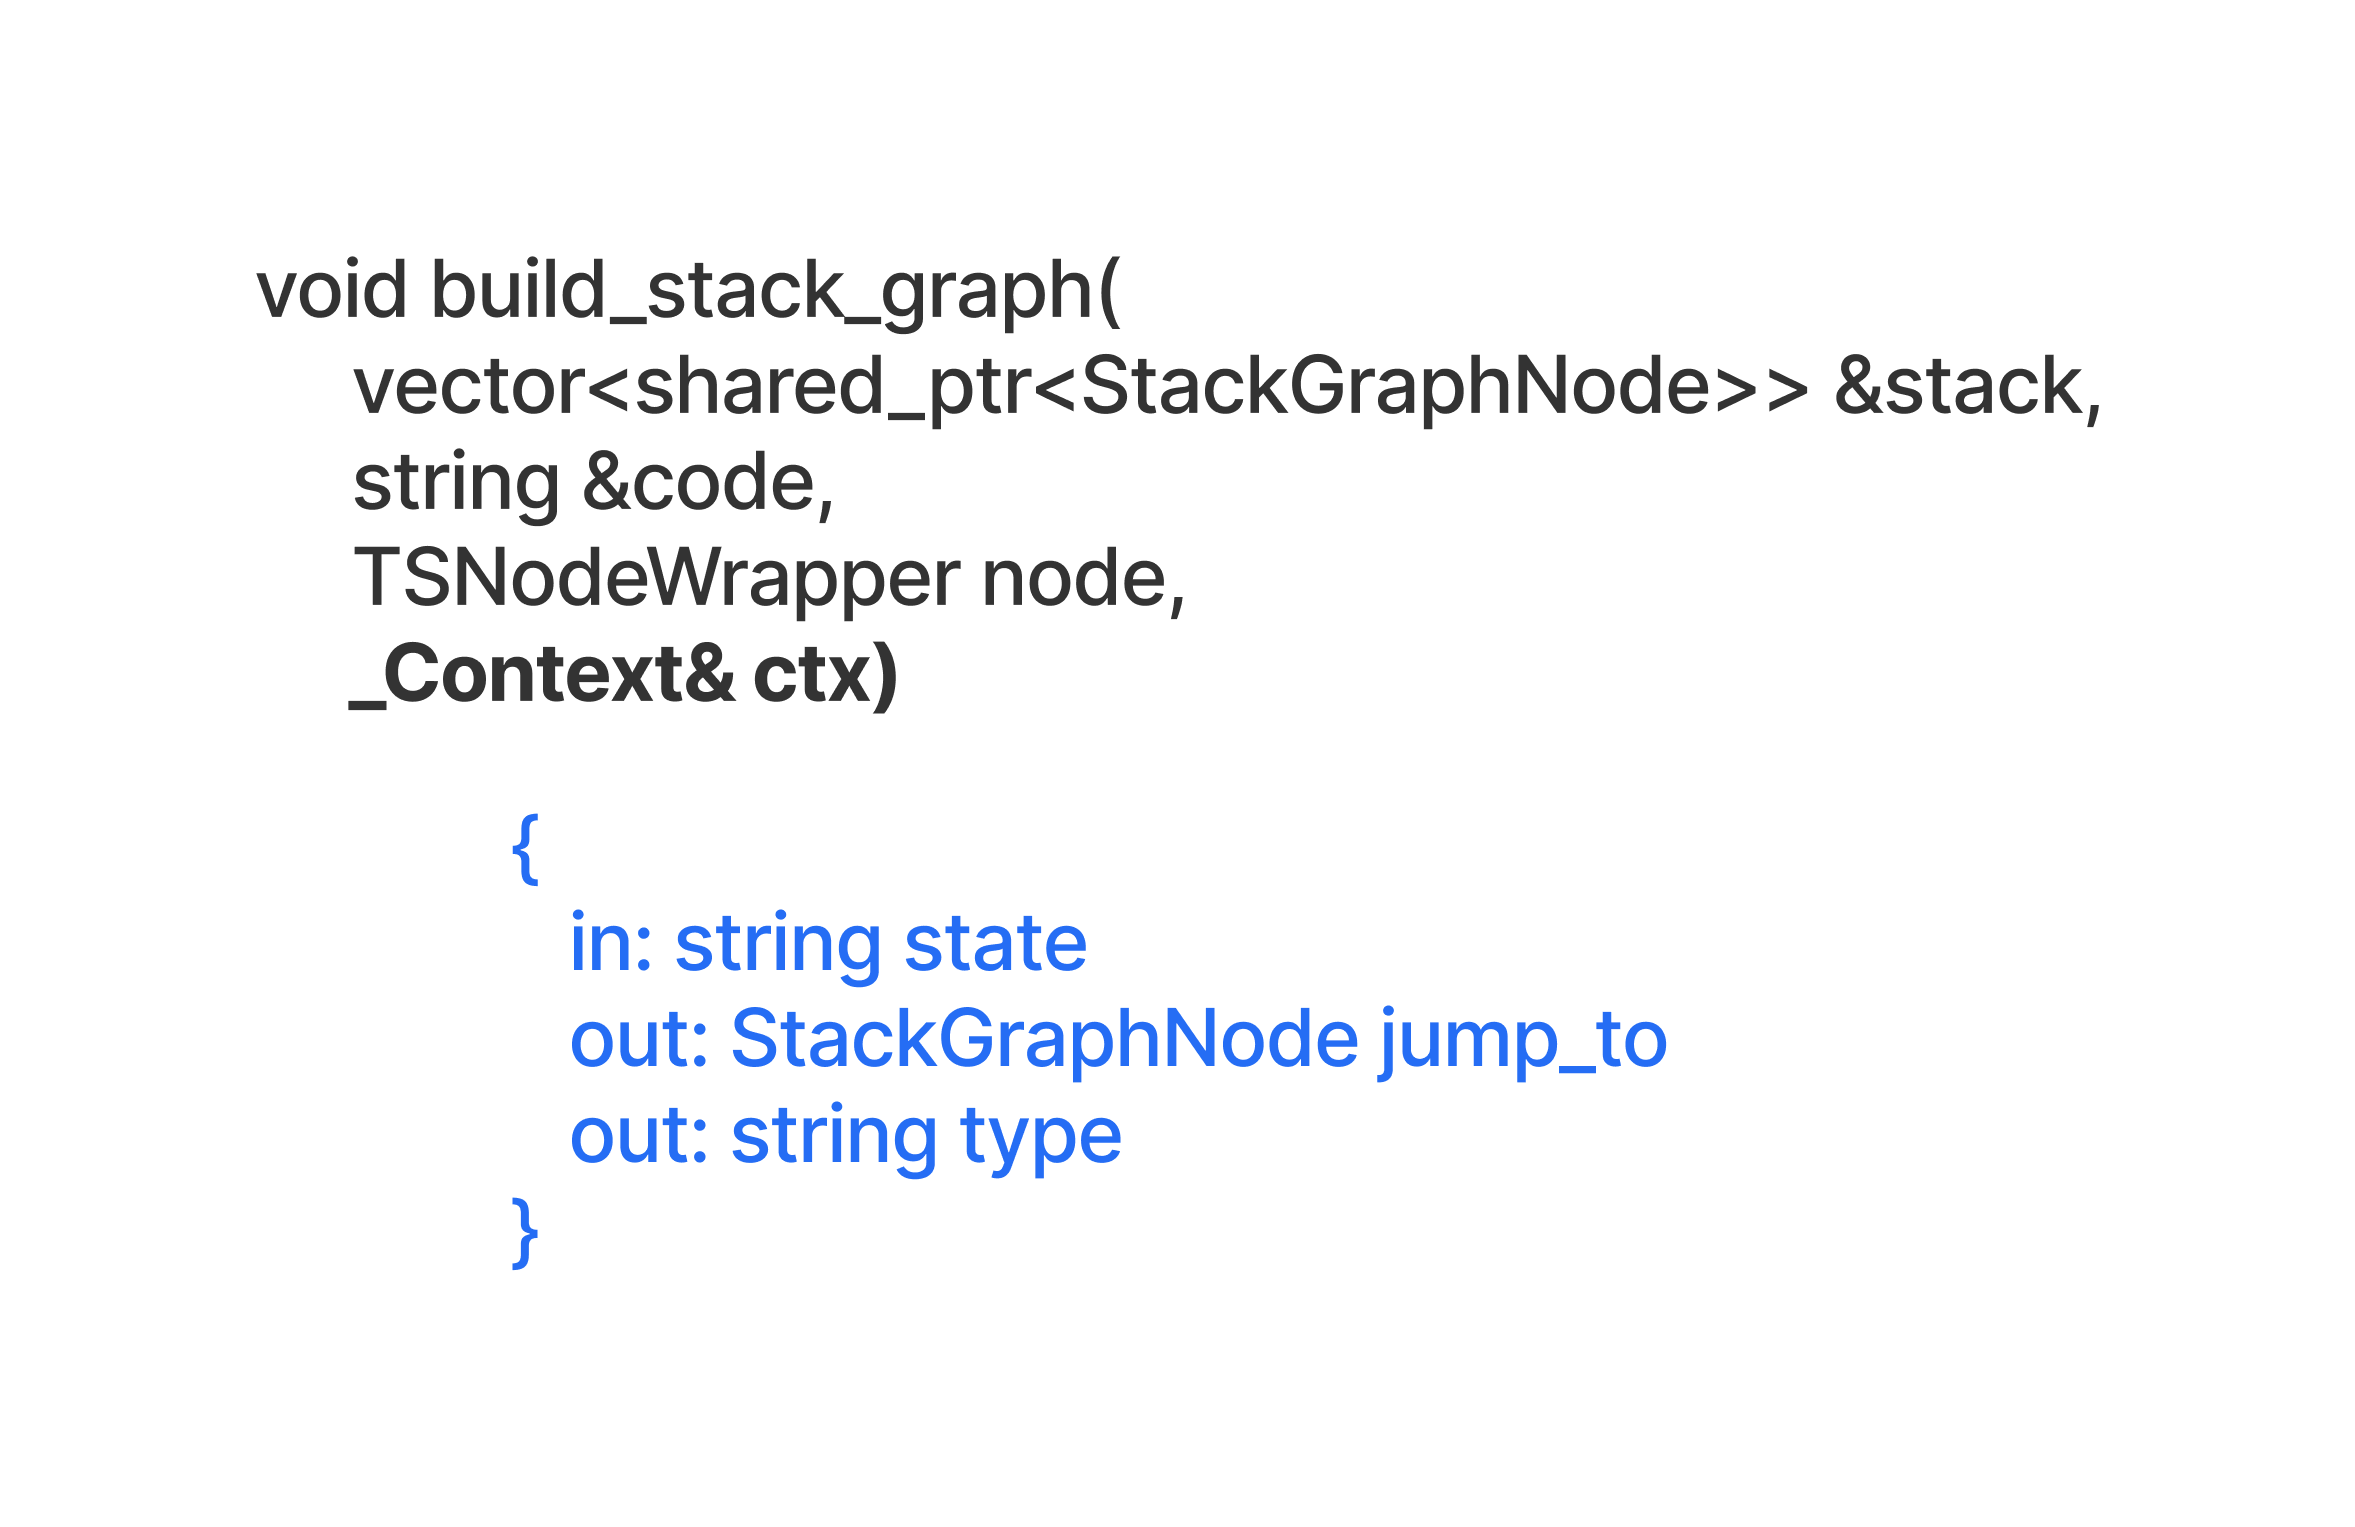 void build_stack_graph(
vector<shared_ptr<StackGraphNode>> &stack,
string &code,
TSNodeWrapper node,
_Context& ctx)
{
in: string state
out: StackGraphNode jump_to
out: string type
}